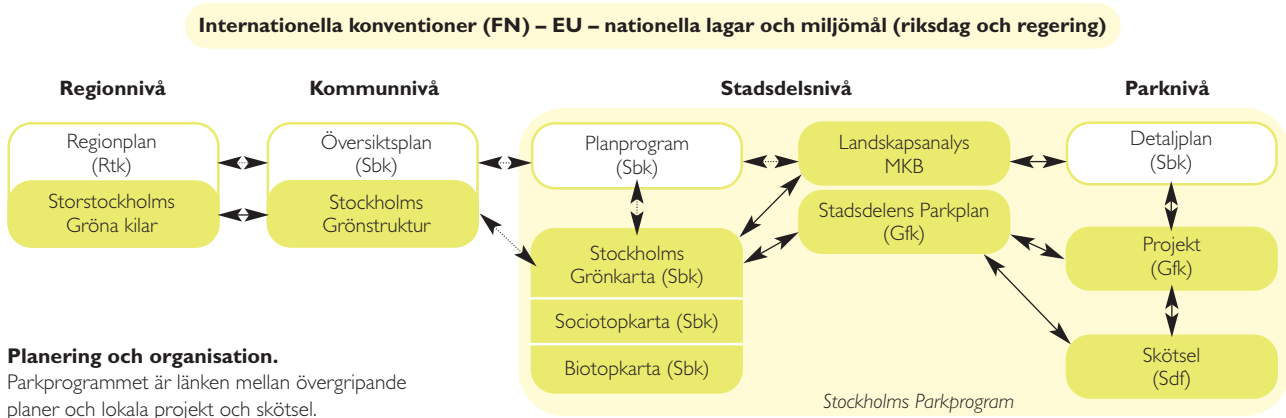 Internationella konventioner (FN) – EU – nationella lagar och miljömål (riksdag och regering)
Regionnivå
Kommunnivå
Stadsdelsnivå
Parknivå
Regionplan
(Rtk)
Storstockholms
Gröna kilar
Översiktsplan
(Sbk)
Stockholms
Grönstruktur
Planprogram
(Sbk)
Stockholms
Grönkarta (Sbk)
Sociotopkarta (Sbk)
Biotopkarta (Sbk)
Landskapsanalys
MKB
Stadsdelens Parkplan
(Gfk)
Detaljplan
(Sbk)
Projekt
(Gfk)
Skötsel
(Sdf)
Stockholms Parkprogram
Planering och organisation.
Parkprogrammet är länken mellan övergripande
planer och lokala projekt och skötsel.